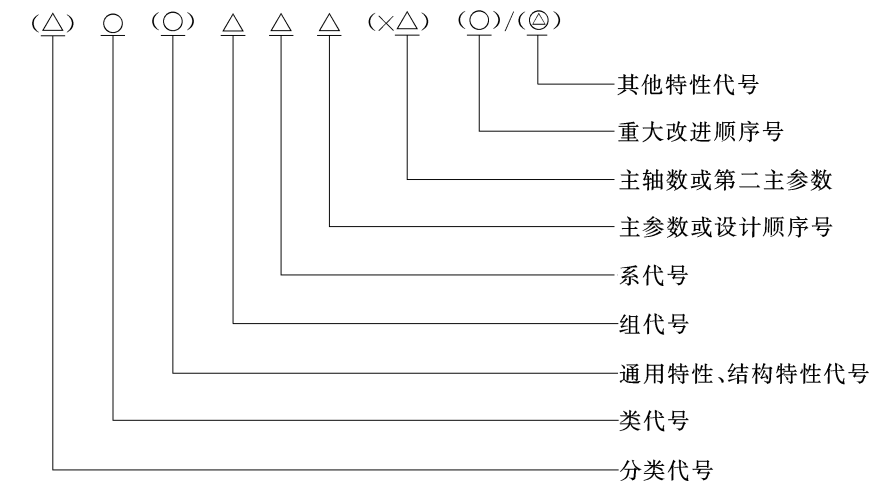 (△) ○ (○) △ △ △ (×△) (○)/(◬)
其他特性代号
重大改进顺序号
主轴数或第二主参数
主参数或设计顺序号
系代号
组代号
通用特性、结构特性代号
类代号
分类代号